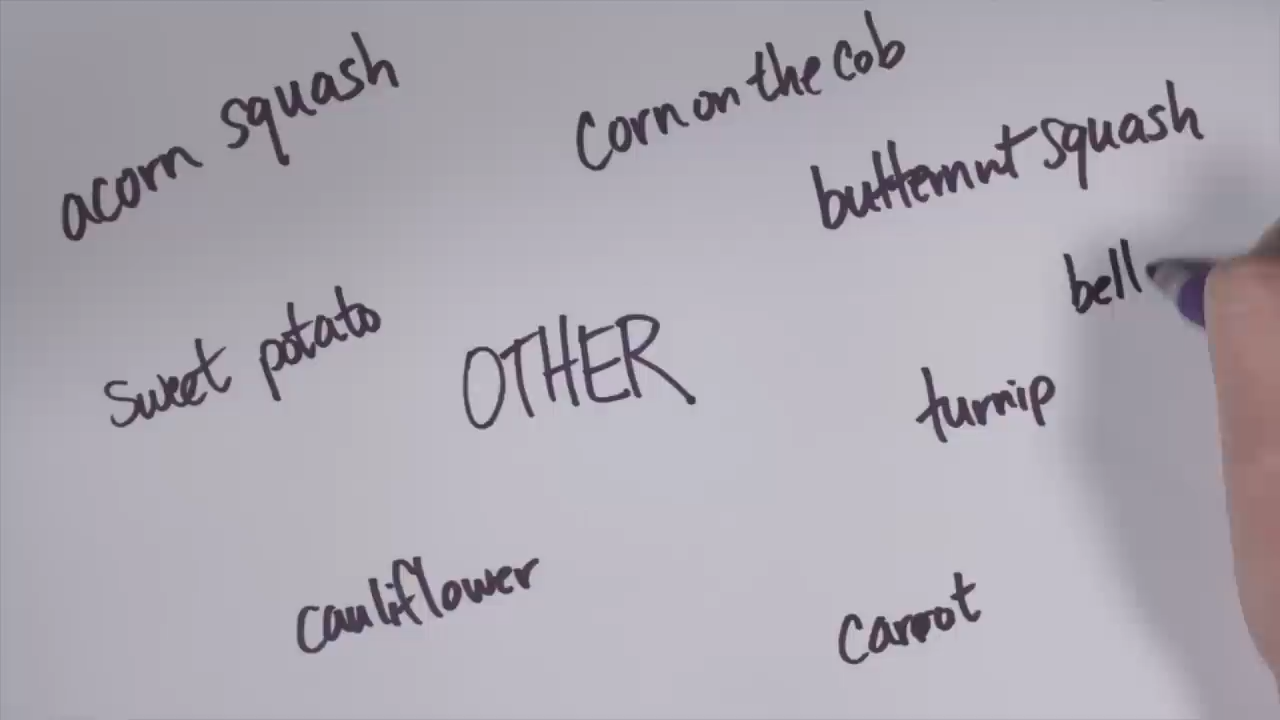 acorn squash
Corn on the cob
butternut squash
bell
sweet potato
OTHER
turnip
cauliflower
carrot